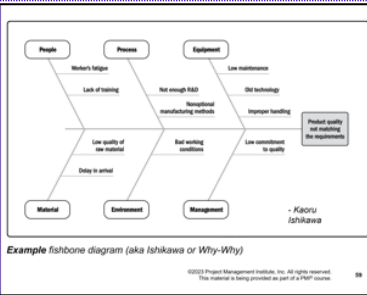 People
Process
Equipment
Worker's fatigue
Low maintenance
Lack of training
Not enough R&D
Old technology
Nonoptional
manufacturing methods
Improper handling
Product quality
not matching
the requirements
Low quality of
raw material
Bad working
conditions
Low commitment
to quality
Delay in arrival
Material
Environment
Management
- Kaoru
Ishikawa
Example fishbone diagram (aka Ishikawa or Why-Why)
©2023 Project Management Institute, Inc. All rights reserved.
This material is being provided as part of a PMI® course.
59